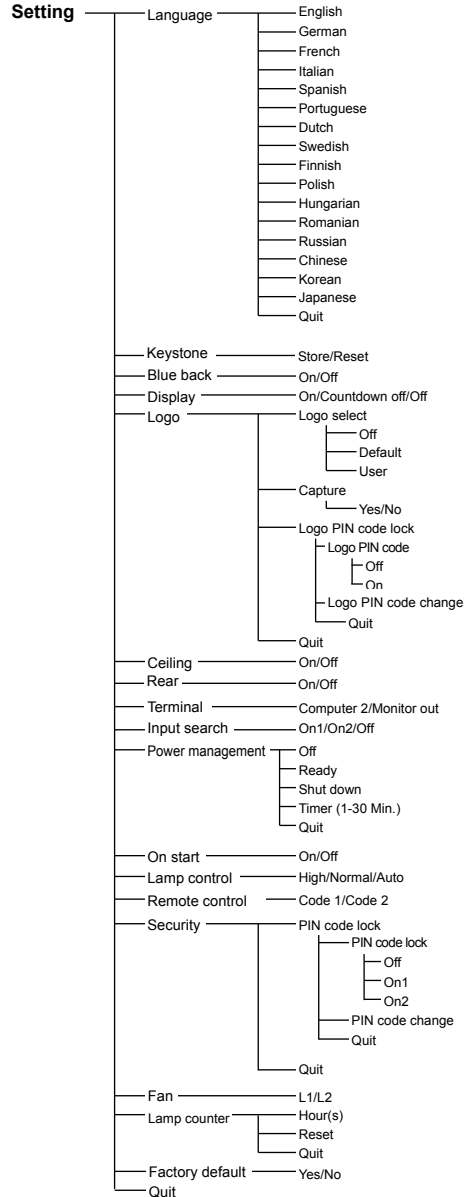 Setting
Language
English
German
French
Italian
Spanish
Portuguese
Dutch
Swedish
Finnish
Polish
Hungarian
Romanian
Russian
Chinese
Korean
Japanese
Quit
Keystone
Store/Reset
Blue back
On/Off
Display
On/Countdown off/Off
Logo
Logo select
Off
Default
User
Capture
Yes/No
Logo PIN code lock
Logo PIN code
Off
On
Logo PIN code change
Quit
Quit
Ceiling
On/Off
Rear
On/Off
Terminal
Computer 2/Monitor out
Input search
On1/On2/Off
Power management
Off
Ready
Shut down
Timer (1-30 Min.)
Quit
On start
On/Off
Lamp control
High/Normal/Auto
Remote control
Code 1/Code 2
Security
PIN code lock
PIN code lock
Off
On1
On2
PIN code change
Quit
Quit
Fan
L1/L2
Lamp counter
Hour(s)
Reset
Quit
Factory default
Yes/No
Quit